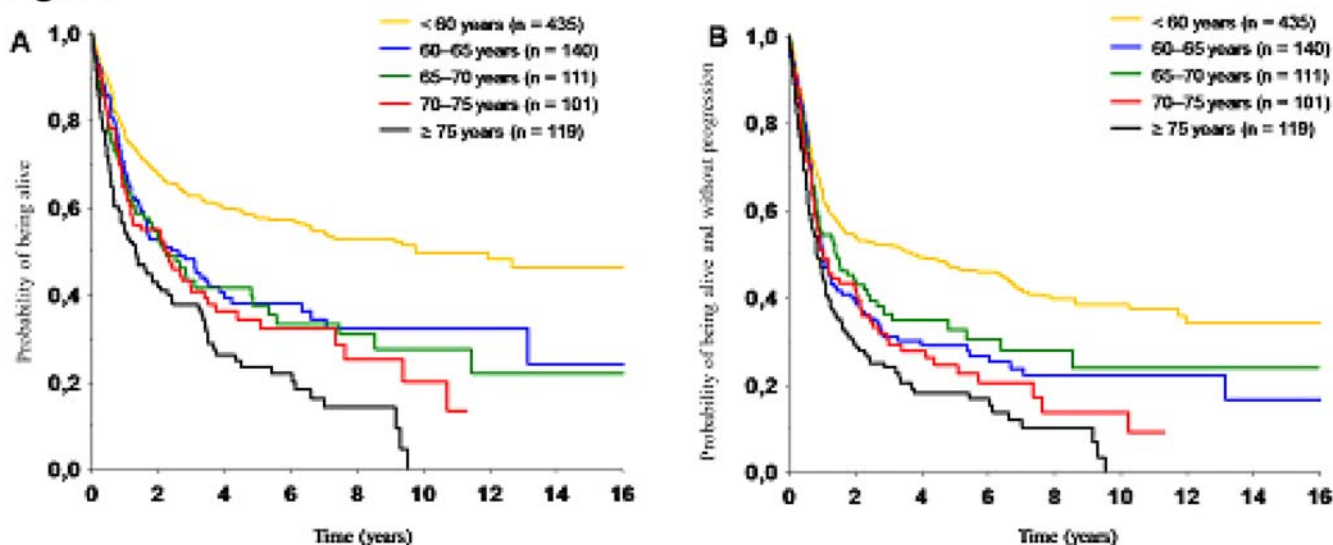 A
< 60 years (n = 435)
60–65 years (n = 140)
65–70 years (n = 111)
70–75 years (n = 101)
≥ 75 years (n = 119)
Probability of being alive
1,0
0,8
0,6
0,4
0,2
0,0
0 2 4 6 8 10 12 14 16
Time (years)
B
< 60 years (n = 435)
60–65 years (n = 140)
65–70 years (n = 111)
70–75 years (n = 101)
≥ 75 years (n = 119)
Probability of being alive and without progression
1,0
0,8
0,6
0,4
0,2
0,0
0 2 4 6 8 10 12 14 16
Time (years)